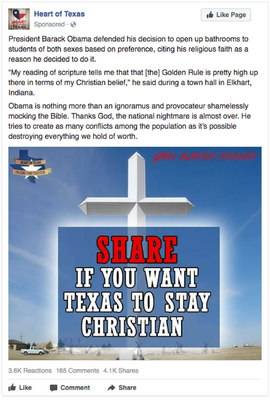 Heart of Texas
Sponsored ·
Like Page
President Barack Obama defended his decision to open up bathrooms to
students of both sexes based on preference, citing his religious faith as a
reason he decided to do it.
"My reading of scripture tells me that that [the] Golden Rule is pretty high up
there in terms of my Christian belief," he said during a town hall in Elkhart,
Indiana.
Obama is nothing more than an ignoramus and provocateur shamelessly
mocking the Bible. Thanks God, the national nightmare is almost over. He
tries to create as many conflicts among the population as it's possible
destroying everything we hold of worth.
SHARE
IF YOU WANT
TEXAS TO STAY
CHRISTIAN
3.6K Reactions 165 Comments 4.1K Shares
Like Comment Share